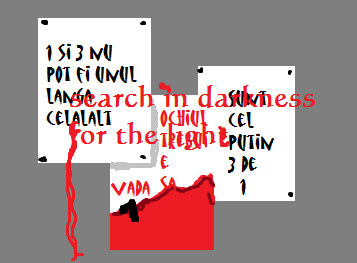 1 SI 3 NU
POT FI UNUL
LANGA
CELALALT
search in darkness
for the light
OCHIUL
TREBUI
E
SA
VADA
SUNT
CEL
PUTIN
3 DE
1